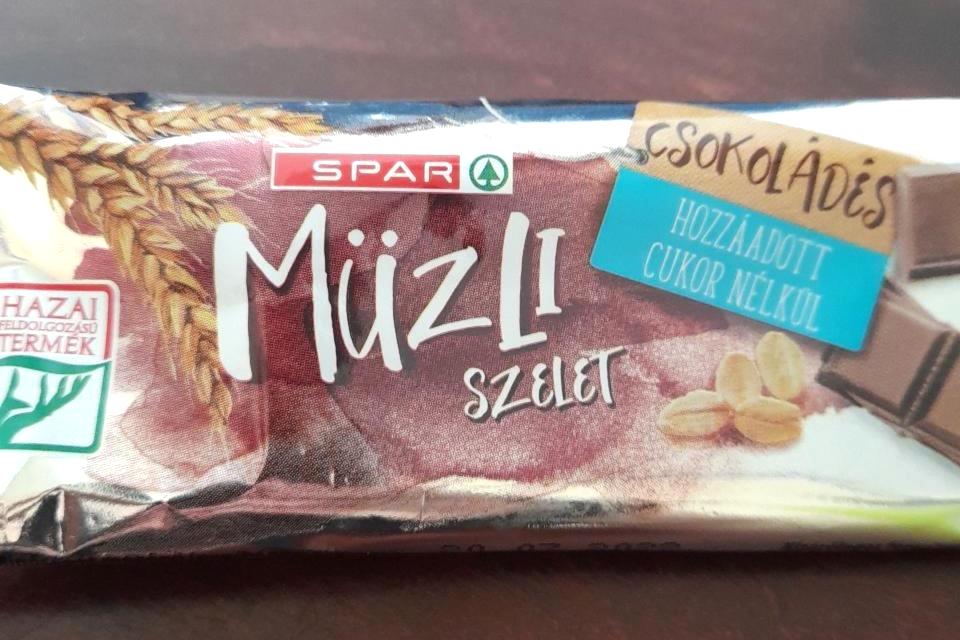 SPAR
MüZLI
SZELET
CSOKOLÁDÉS
HOZZÁADOTT
CUKOR NÉLKÜL
HAZAI
FELDOLGOZÁSÚ
TERMÉK